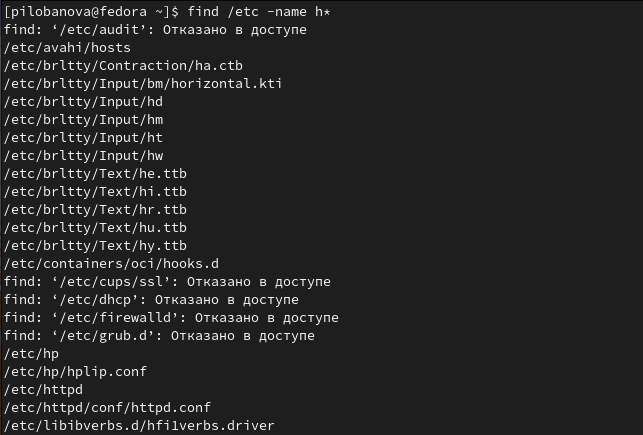 [pilobanova@fedora ~]$ find /etc -name h*
find: ‘/etc/audit’: Отказано в доступе
/etc/avahi/hosts
/etc/brltty/Contraction/ha.ctb
/etc/brltty/Input/bm/horizontal.kti
/etc/brltty/Input/hd
/etc/brltty/Input/hm
/etc/brltty/Input/ht
/etc/brltty/Input/hw
/etc/brltty/Text/he.ttb
/etc/brltty/Text/hi.ttb
/etc/brltty/Text/hr.ttb
/etc/brltty/Text/hu.ttb
/etc/brltty/Text/hy.ttb
/etc/containers/oci/hooks.d
find: ‘/etc/cups/ssl’: Отказано в доступе
find: ‘/etc/dhcp’: Отказано в доступе
find: ‘/etc/firewalld’: Отказано в доступе
find: ‘/etc/grub.d’: Отказано в доступе
/etc/hp
/etc/hp/hplip.conf
/etc/httpd
/etc/httpd/conf/httpd.conf
/etc/libibverbs.d/hfi1verbs.driver